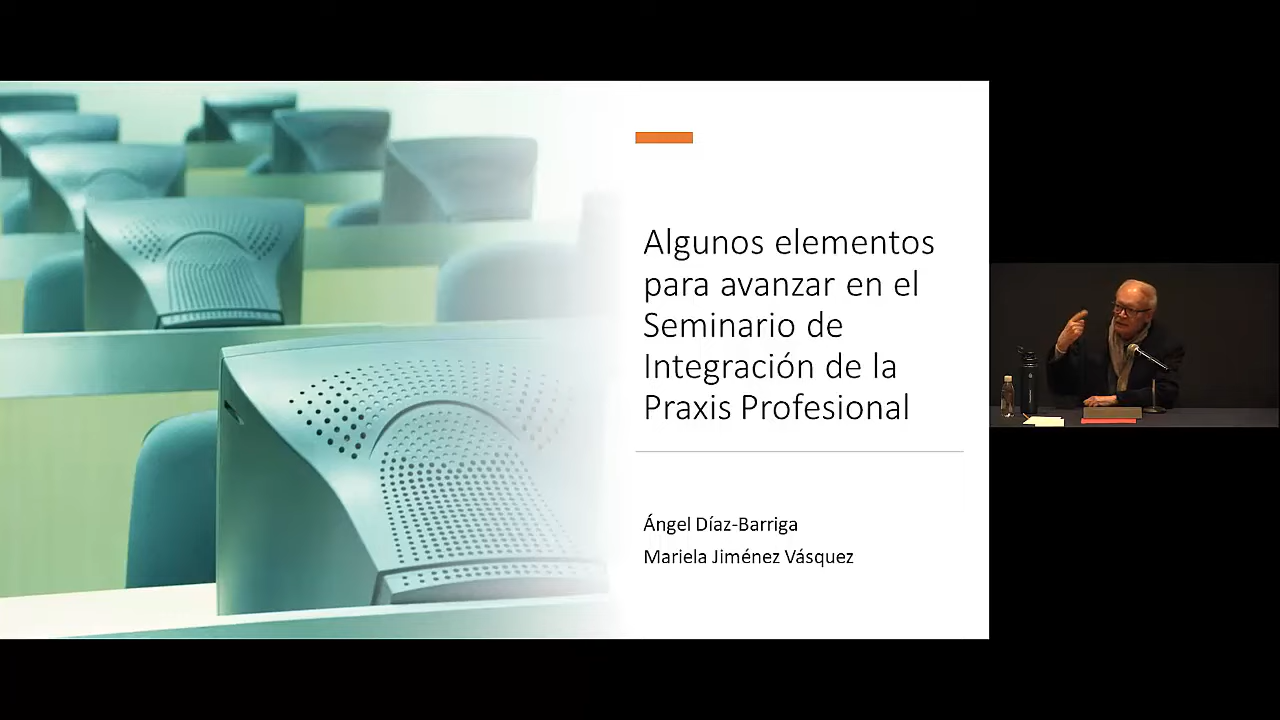 Algunos elementos
para avanzar en el
Seminario de
Integración de la
Praxis Profesional
Ángel Díaz-Barriga
Mariela Jiménez Vásquez